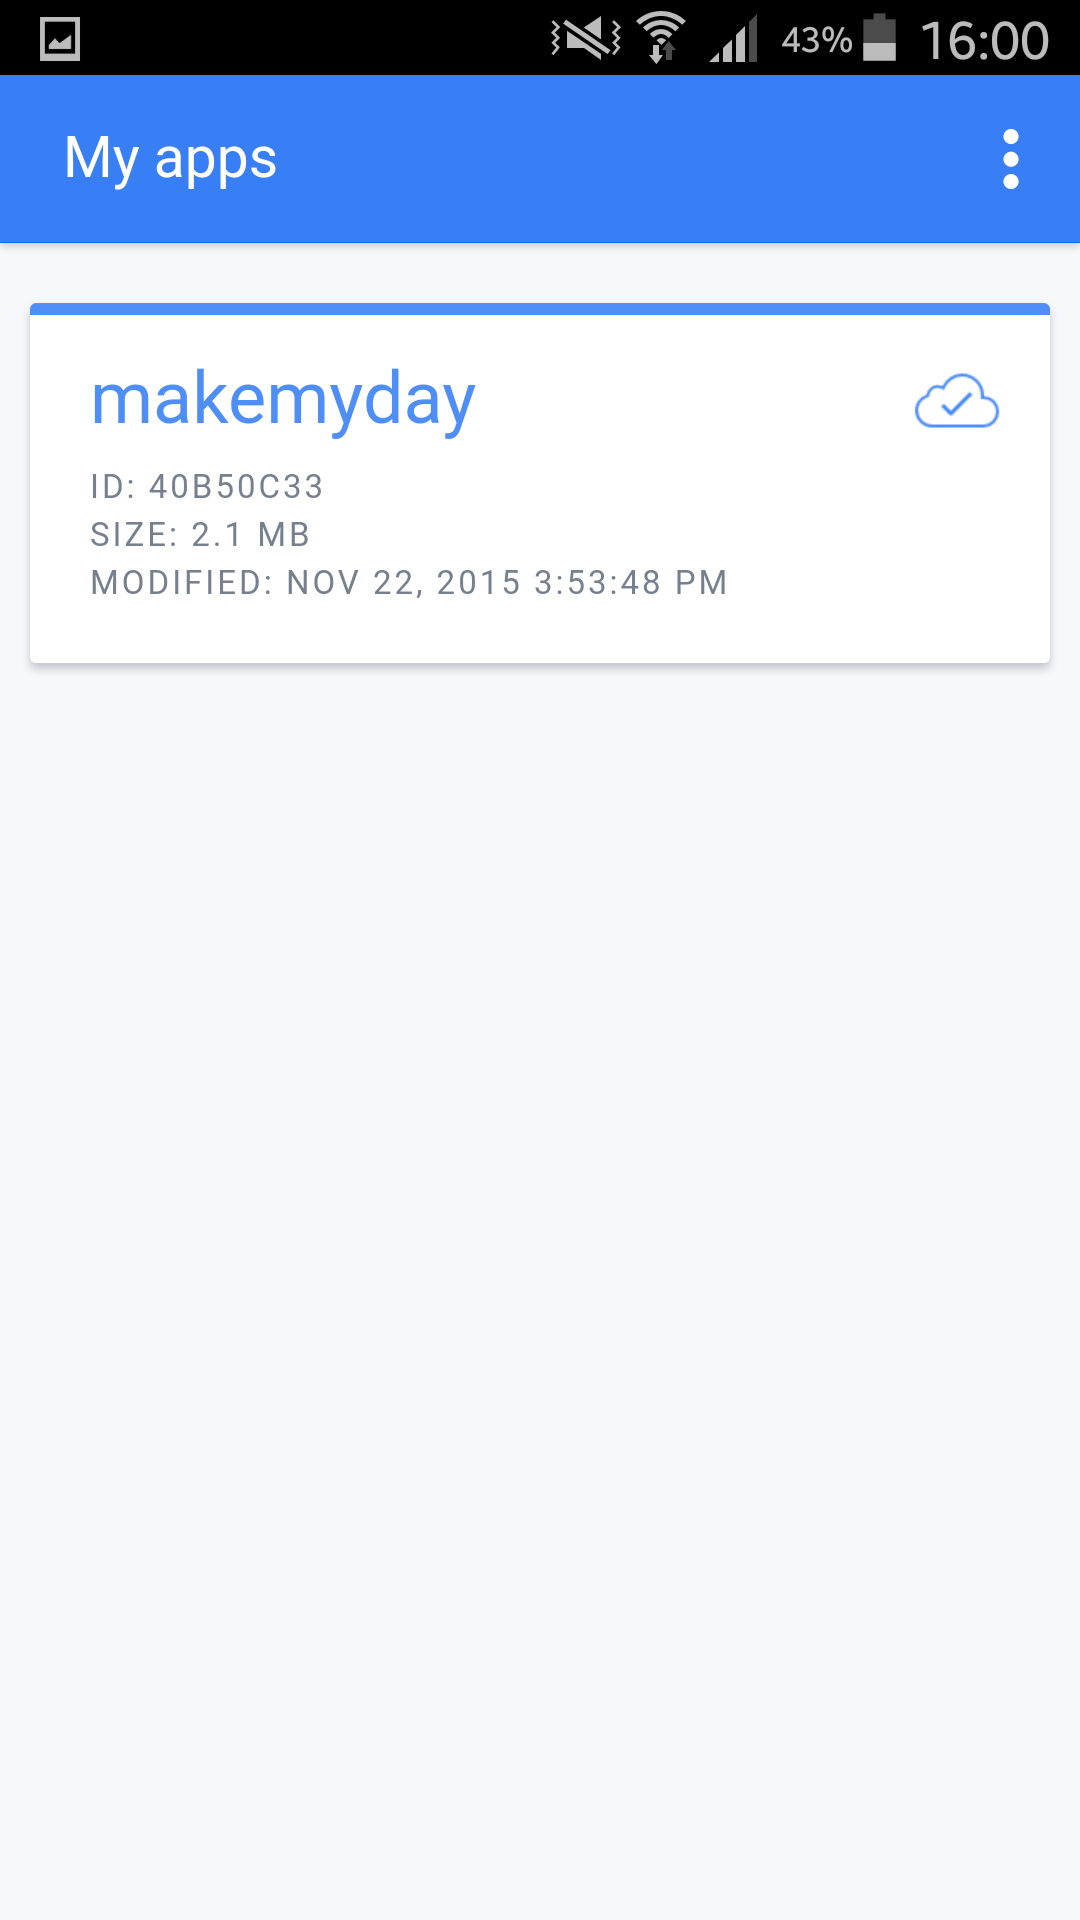 43% 16:00
My apps
makemyday
ID: 40B50C33
SIZE: 2.1 MB
MODIFIED: NOV 22, 2015 3:53:48 PM